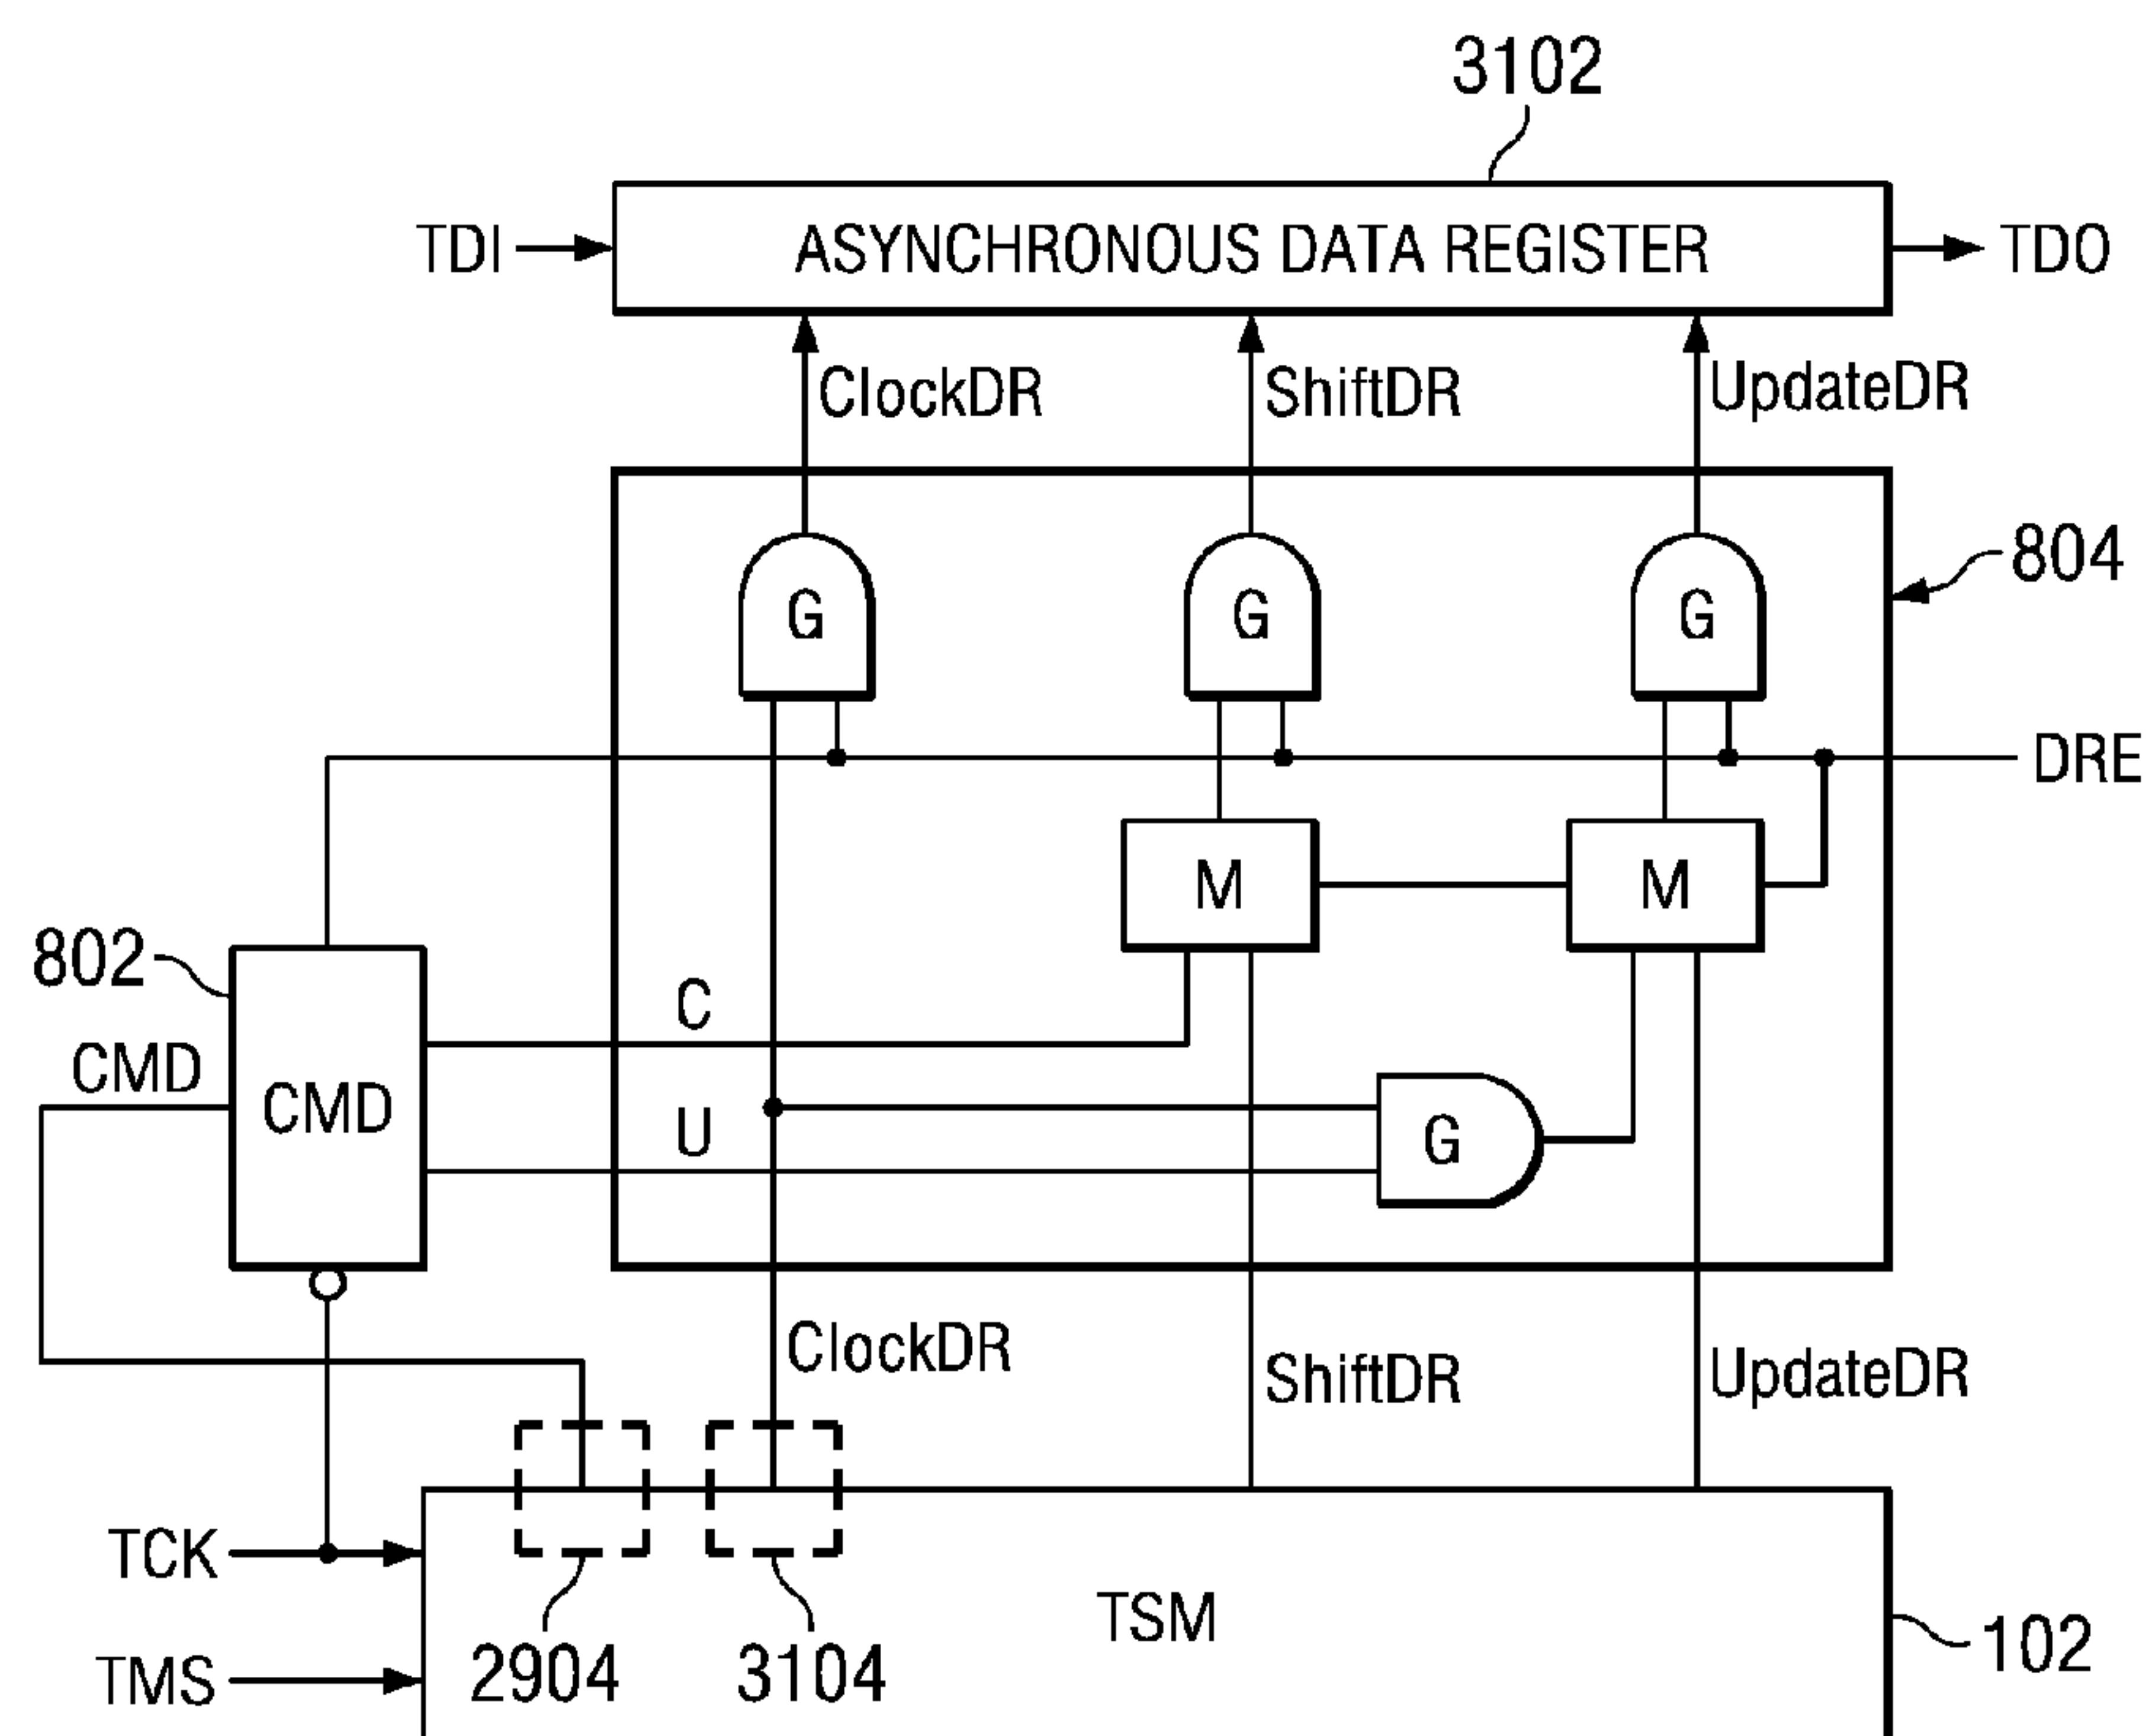 3102
TDI
ASYNCHRONOUS DATA REGISTER
TDO
ClockDR
ShiftDR
UpdateDR
804
G
G
G
DRE
M
M
802
C
CMD
CMD
U
G
ClockDR
ShiftDR
UpdateDR
TCK
TSM
102
TMS
2904
3104